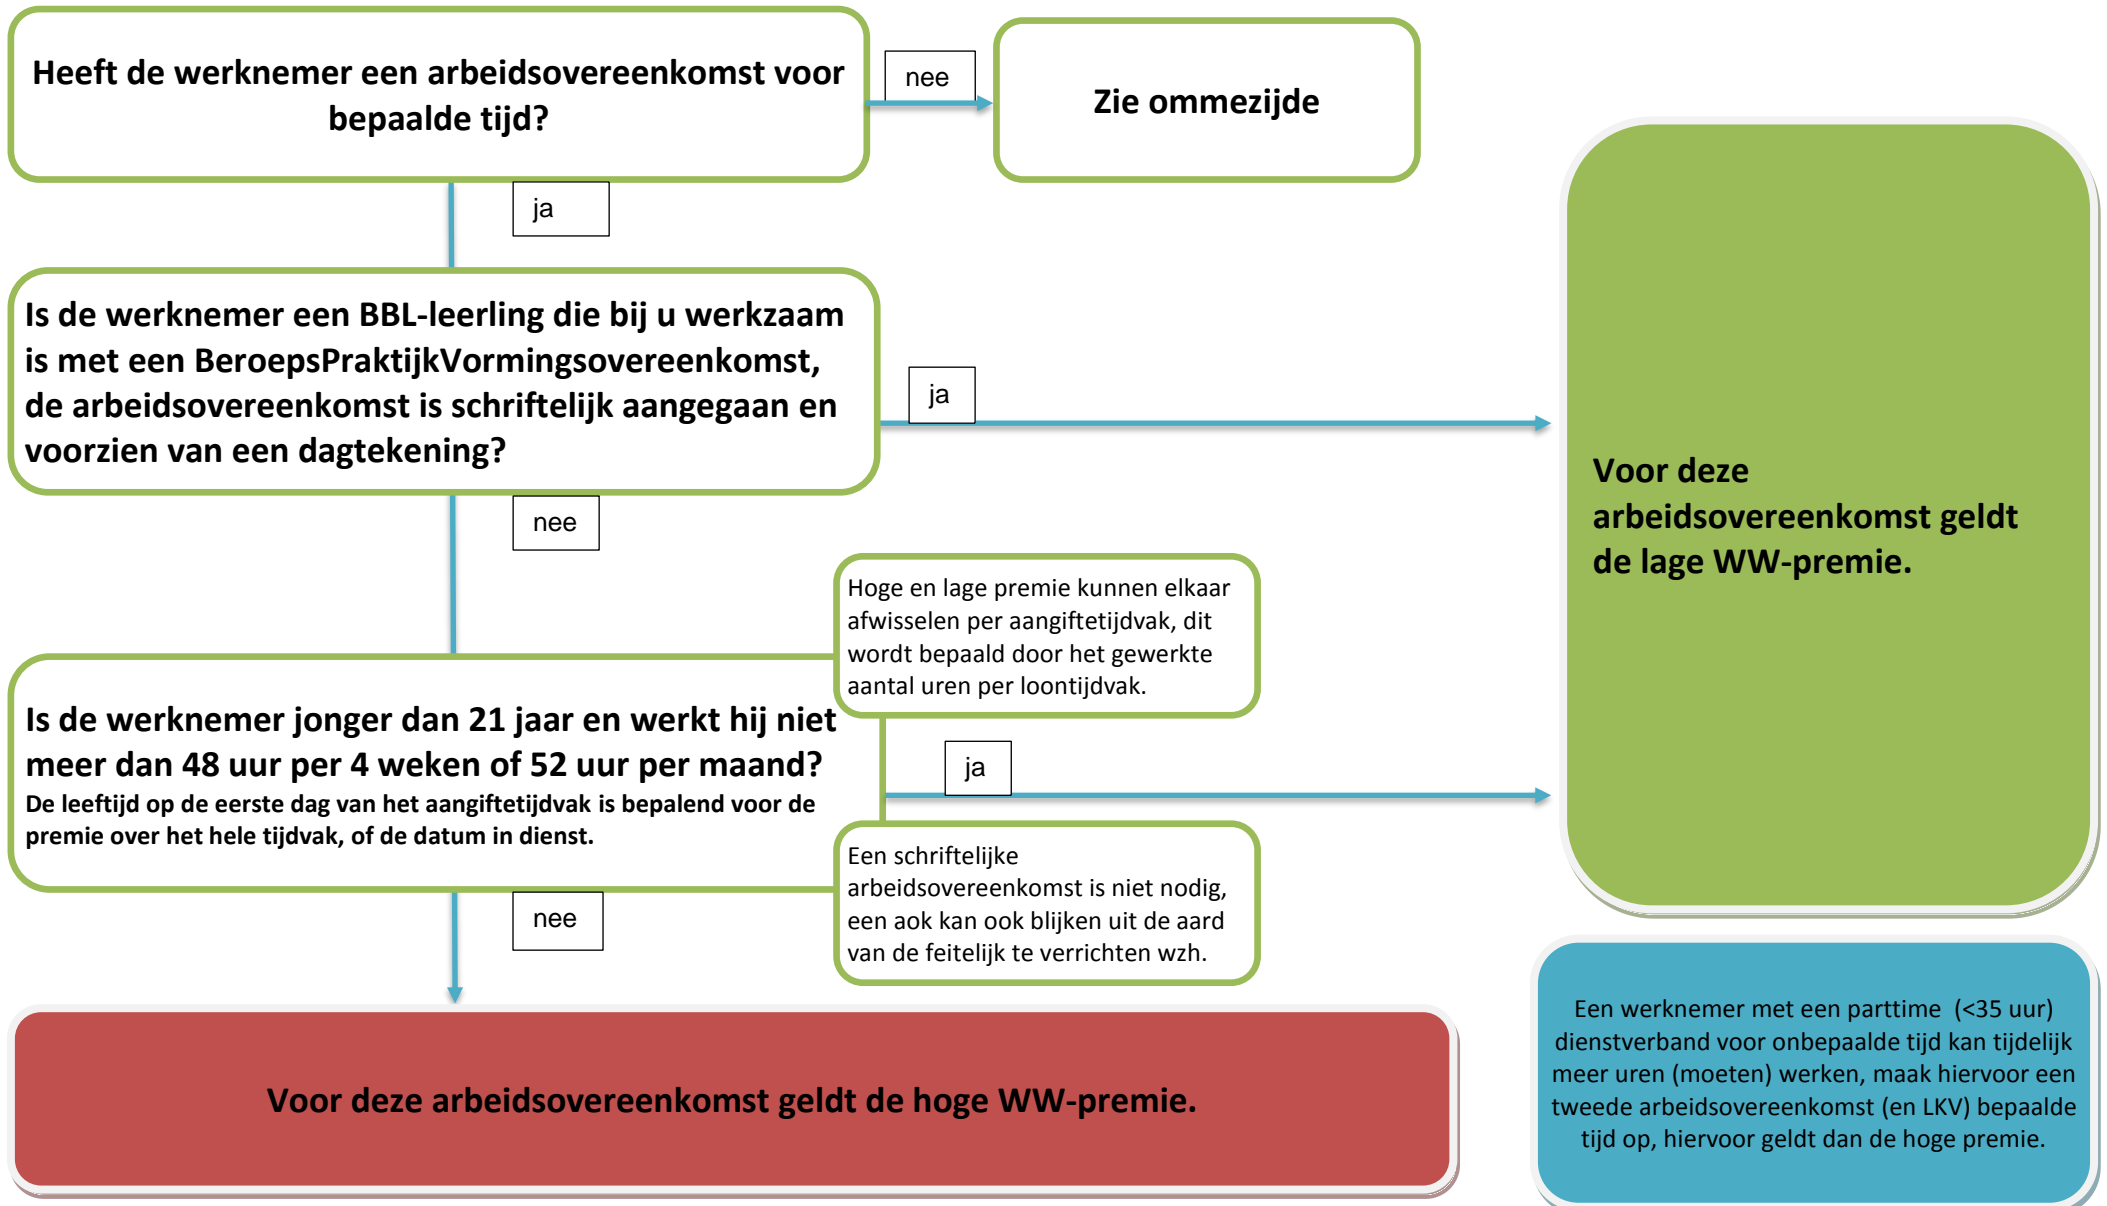 Heeft de werknemer een arbeidsovereenkomst voor
bepaalde tijd?
nee
Zie ommezijde
ja
Is de werknemer een BBL-leerling die bij u werkzaam
is met een BeroepsPraktijkVormingsovereenkomst,
de arbeidsovereenkomst is schriftelijk aangegaan en
voorzien van een dagtekening?
ja
nee
Voor deze
arbeidsovereenkomst geldt
de lage WW-premie.
Hoge en lage premie kunnen elkaar
afwisselen per aangiftetijdvak, dit
wordt bepaald door het gewerkte
aantal uren per loontijdvak.
Is de werknemer jonger dan 21 jaar en werkt hij niet
meer dan 48 uur per 4 weken of 52 uur per maand?
De leeftijd op de eerste dag van het aangiftetijdvak is bepalend voor de
premie over het hele tijdvak, of de datum in dienst.
ja
Een schriftelijke
arbeidsovereenkomst is niet nodig,
een aok kan ook blijken uit de aard
van de feitelijk te verrichten wzh.
nee
Voor deze arbeidsovereenkomst geldt de hoge WW-premie.
Een werknemer met een parttime (<35 uur)
dienstverband voor onbepaalde tijd kan tijdelijk
meer uren (moeten) werken, maak hiervoor een
tweede arbeidsovereenkomst (en LKV) bepaalde
tijd op, hiervoor geldt dan de hoge premie.